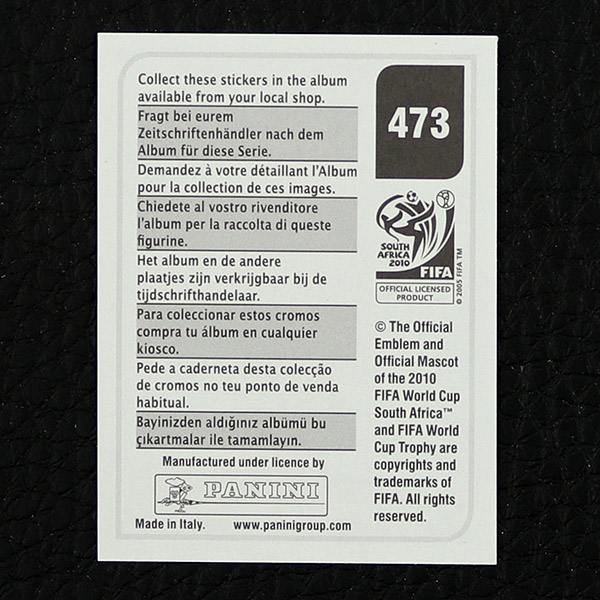 Collect these stickers in the album
available from your local shop.
Fragt bei eurem
Zeitschriftenhändler nach dem
Album für diese Serie.
Demandez à votre détaillant l'Album
pour la collection de ces images.
Chiedete al vostro rivenditore
l'album per la raccolta di queste
figurine.
Het album en de andere
plaatjes zijn verkrijgbaar bij de
tijdschrifthandelaar.
Para coleccionar estos cromos
compra tu álbum en cualquier
kiosco.
Pede a caderneta desta colecção
de cromos no teu ponto de venda
habitual.
Bayinizden aldığınız albümü bu
çıkartmalar ile tamamlayın.
Manufactured under licence by
PANINI
Made in Italy. www.paninigroup.com
473
SOUTH
AFRICA
2010
FIFA
© 2005 FIFA TM
OFFICIAL LICENSED
PRODUCT
© The Official
Emblem and
Official Mascot
of the 2010
FIFA World Cup
South Africa™
and FIFA World
Cup Trophy are
copyrights and
trademarks of
FIFA. All rights
reserved.